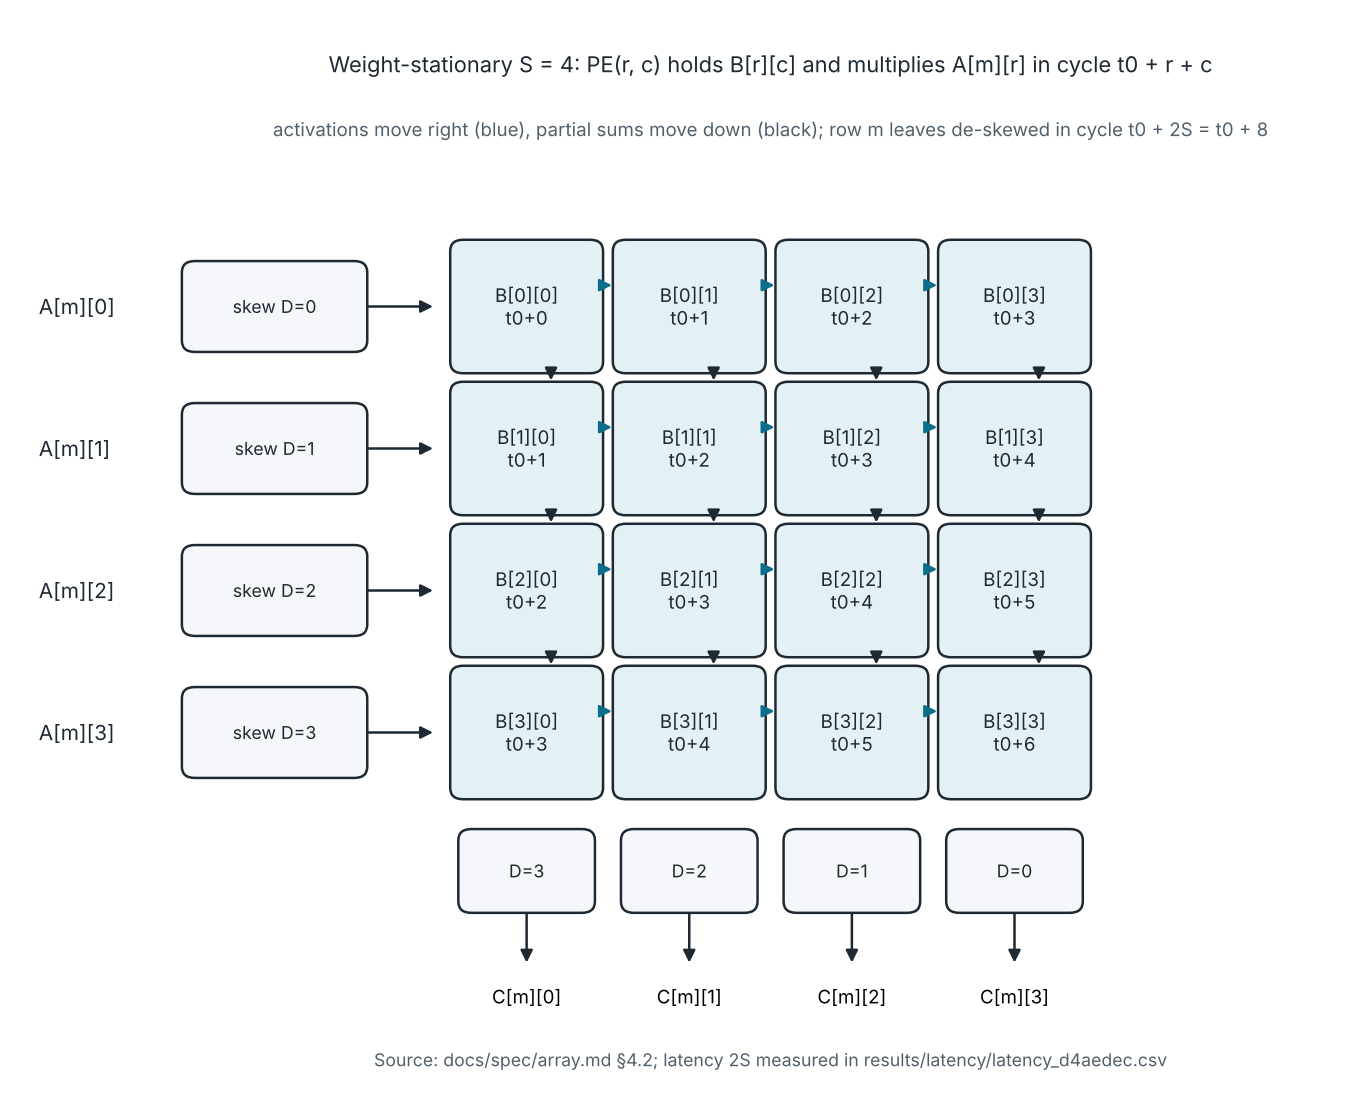 Weight-stationary S = 4: PE(r, c) holds B[r][c] and multiplies A[m][r] in cycle t0 + r + c
activations move right (blue), partial sums move down (black); row m leaves de-skewed in cycle t0 + 2S = t0 + 8
A[m][0]
skew D=0
B[0][0]
t0+0
B[0][1]
t0+1
B[0][2]
t0+2
B[0][3]
t0+3
A[m][1]
skew D=1
B[1][0]
t0+1
B[1][1]
t0+2
B[1][2]
t0+3
B[1][3]
t0+4
A[m][2]
skew D=2
B[2][0]
t0+2
B[2][1]
t0+3
B[2][2]
t0+4
B[2][3]
t0+5
A[m][3]
skew D=3
B[3][0]
t0+3
B[3][1]
t0+4
B[3][2]
t0+5
B[3][3]
t0+6
D=3
D=2
D=1
D=0
C[m][0]
C[m][1]
C[m][2]
C[m][3]
Source: docs/spec/array.md §4.2; latency 2S measured in results/latency/latency_d4aedec.csv